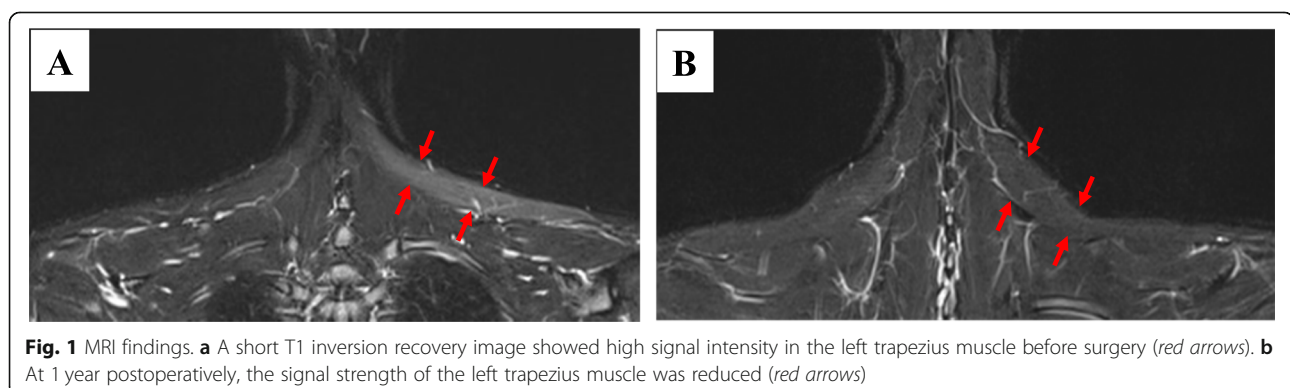 A
B
Fig. 1 MRI findings. a A short T1 inversion recovery image showed high signal intensity in the left trapezius muscle before surgery (red arrows). b
At 1 year postoperatively, the signal strength of the left trapezius muscle was reduced (red arrows)